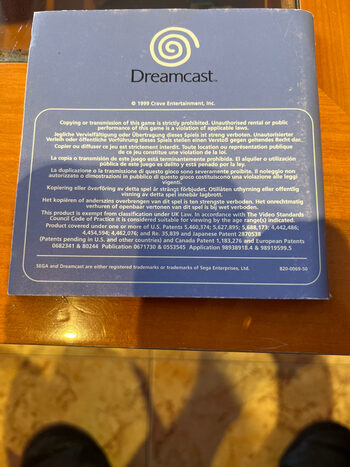 Dreamcast™
© 1999 Crave Entertainment, Inc.
Copying or transmission of this game is strictly prohibited. Unauthorised rental or public
performance of this game is a violation of applicable laws.
Jegliche Vervielfältigung oder Übertragung dieses Spiels ist streng verboten. Unautorisierter
Verleih oder öffentliche Vorführung dieses Spiels stellen einen Verstoß gegen geltendes Recht dar.
Copier ou diffuser ce jeu est strictement interdit. Toute location ou représentation publique
de ce jeu constitue une violation de la loi.
La copia o transmisión de este juego está terminantemente prohibida. El alquiler o utilización
pública de este juego es delito y está penado por la ley.
La duplicazione e la trasmissione di questo gioco sono severamente proibite. Il noleggio non
autorizzato o dimostrazioni in pubblico di questo gioco costituiscono una violazione alle leggi
vigenti.
Kopiering eller överföring av detta spel är strängt förbjudet. Otillåten uthyrning eller offentlig
visning av detta spel innebär lagbrott.
Het kopiëren of anderszins overbrengen van dit spel is ten strengste verboden. Het onrechtmatig
verhuren of opzettelijk vertonen van dit spel is bij wet verboden.
This product is exempt from classification under UK Law. In accordance with The Video Standards
Council Code of Practice it is considered suitable for viewing by the age range(s) indicated.
Product covered under one or more of U.S. Patents 5,460,374; 5,627,895; 5,688,173; 4,442,486;
4,454,594; 4,462,076; and Re. 35,839 and Japanese Patent 2870538
(Patents pending in U.S. and other countries) and Canada Patent 1,183,276 and European Patents
0682341 & 80244 Publication 0671730 & 0553545 Application 98938918.4 & 98919599.5
SEGA and Dreamcast are either registered trademarks or trademarks of Sega Enterprises, Ltd.
820-0069-50